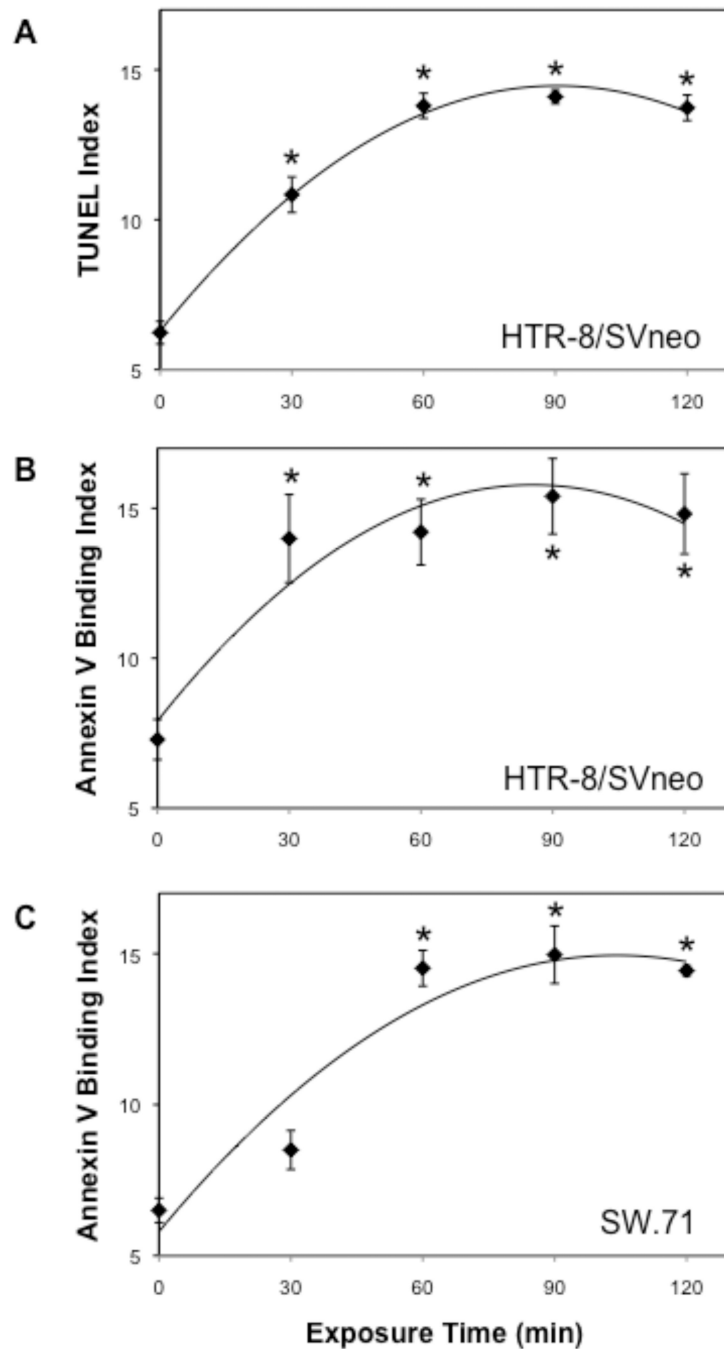 A
TUNEL Index
15
*
*
*
*
10
5
HTR-8/SVneo
0 30 60 90 120
B
Annexin V Binding Index
15
*
*
*
*
10
5
HTR-8/SVneo
0 30 60 90 120
C
Annexin V Binding Index
15
*
*
*
10
5
SW.71
0 30 60 90 120
Exposure Time (min)